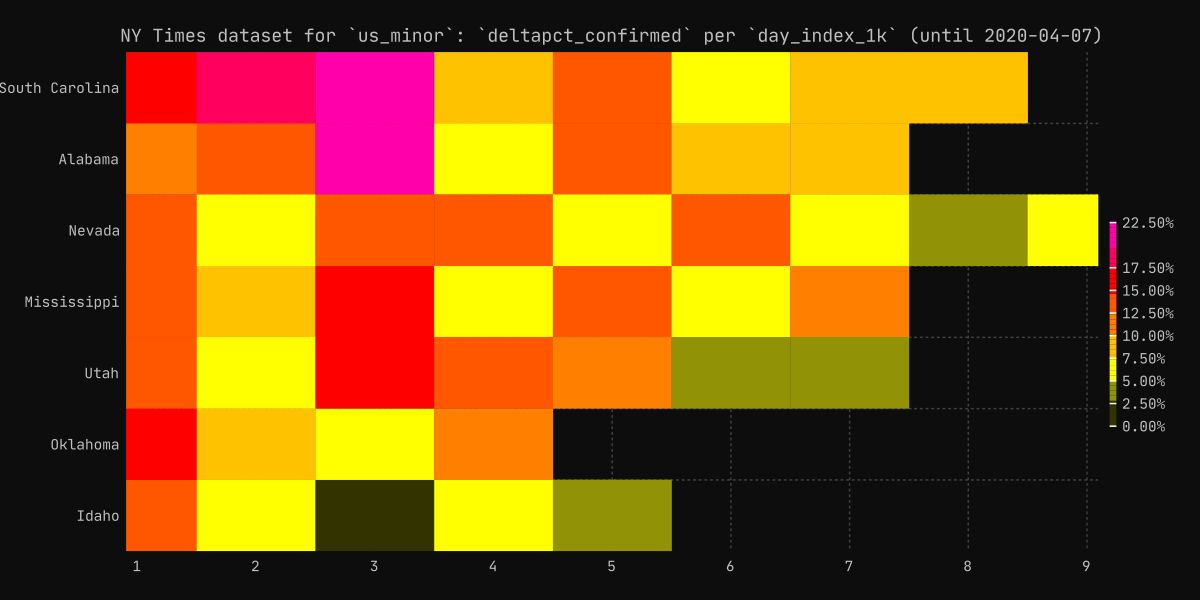 NY Times dataset for `us_minor`: `deltapct_confirmed` per `day_index_1k` (until 2020-04-07)
South Carolina
Alabama
Nevada
Mississippi
Utah
Oklahoma
Idaho
1 2 3 4 5 6 7 8 9
22.50%
17.50%
15.00%
12.50%
10.00%
7.50%
5.00%
2.50%
0.00%